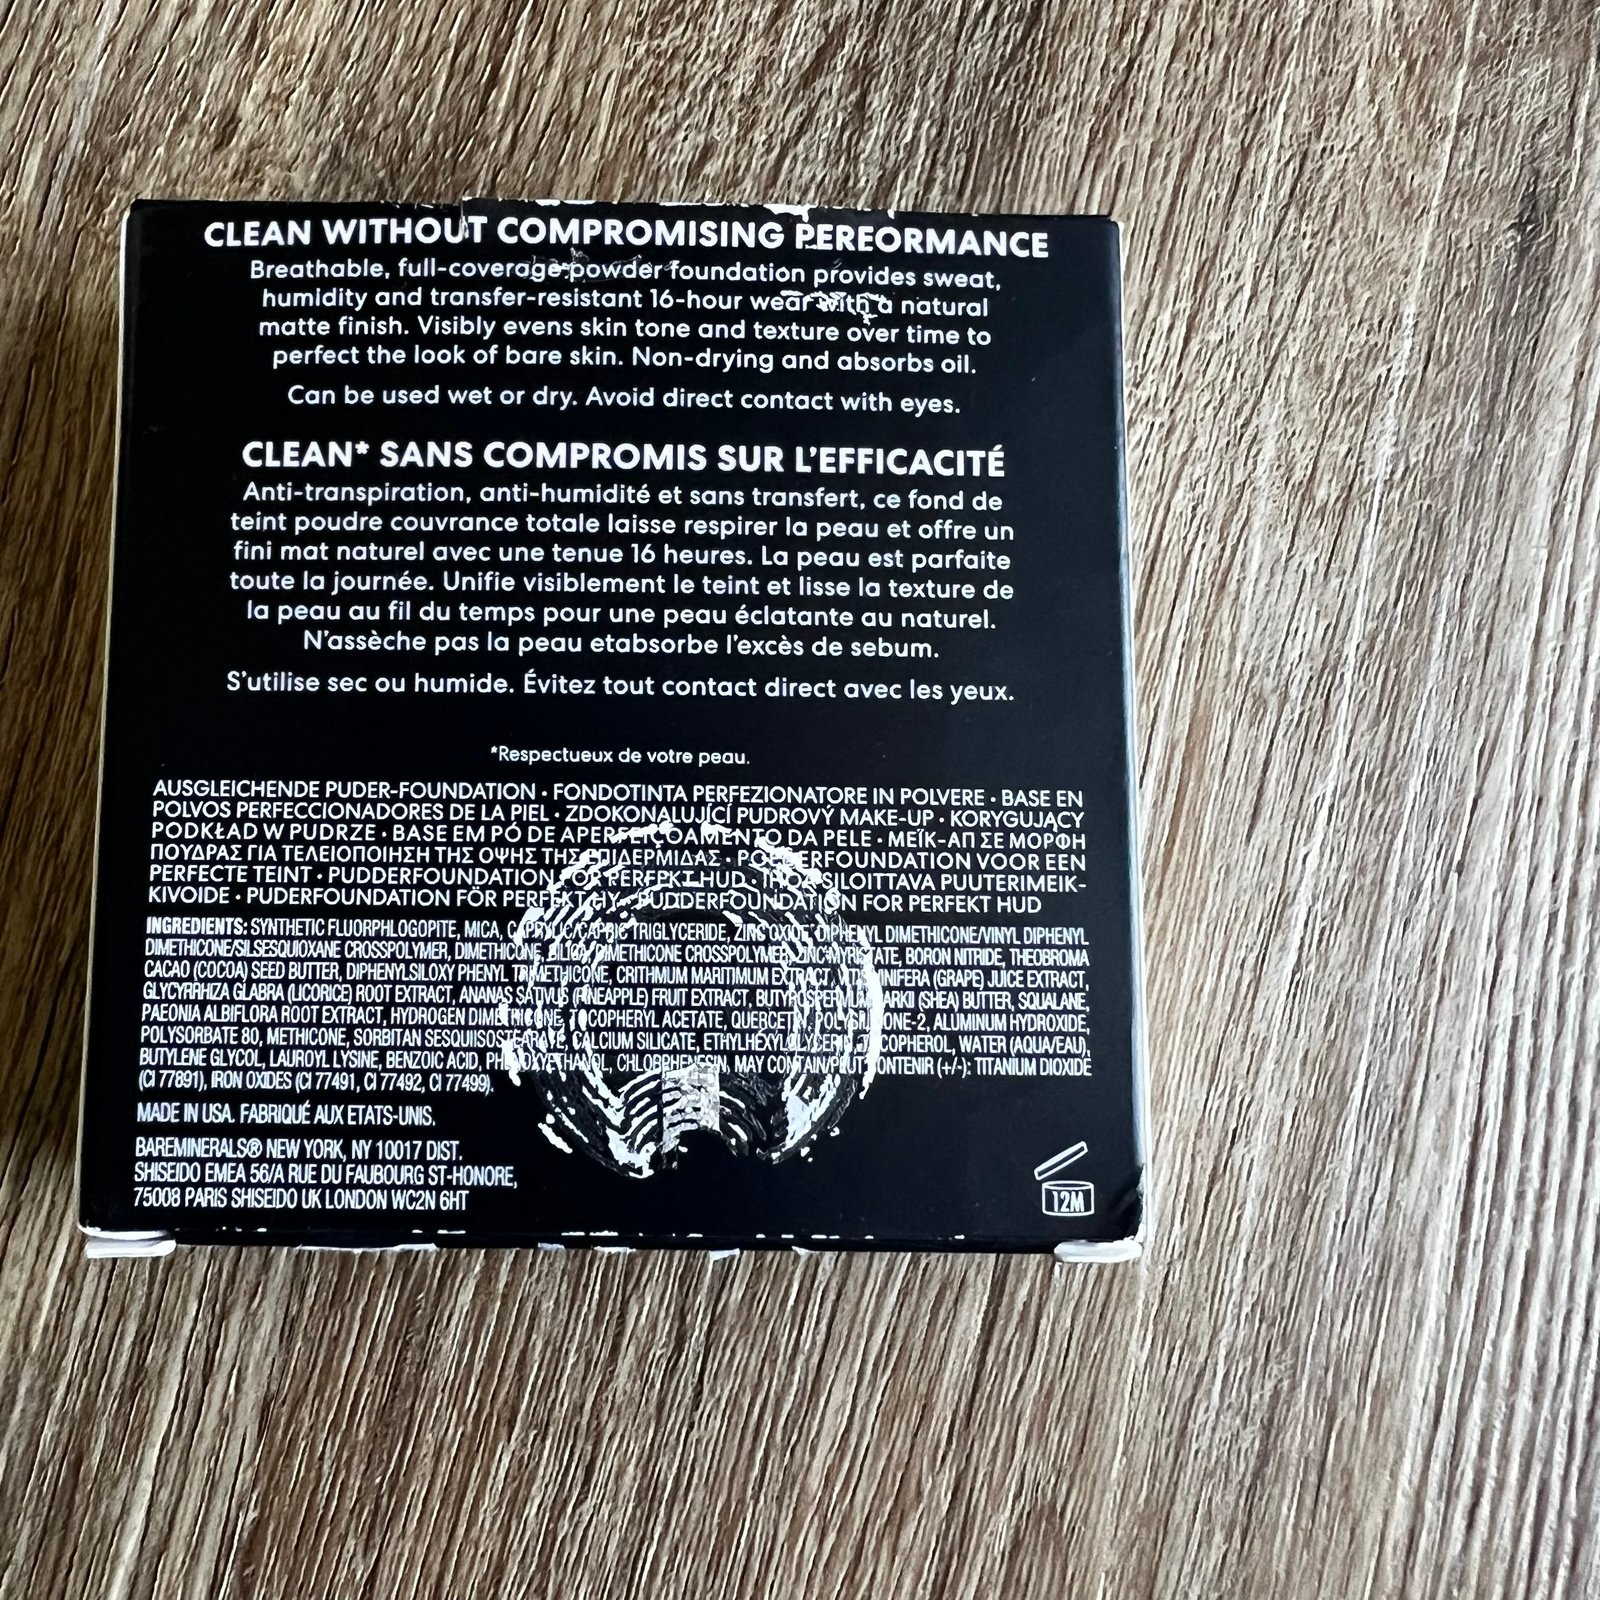 CLEAN WITHOUT COMPROMISING PERFORMANCE
Breathable, full-coverage powder foundation provides sweat,
humidity and transfer-resistant 16-hour wear with a natural
matte finish. Visibly evens skin tone and texture over time to
perfect the look of bare skin. Non-drying and absorbs oil.
Can be used wet or dry. Avoid direct contact with eyes.
CLEAN* SANS COMPROMIS SUR L'EFFICACITÉ
Anti-transpiration, anti-humidité et sans transfert, ce fond de
teint poudre couvrance totale laisse respirer la peau et offre un
fini mat naturel avec une tenue 16 heures. La peau est parfaite
toute la journée. Unifie visiblement le teint et lisse la texture de
la peau au fil du temps pour une peau éclatante au naturel.
N'assèche pas la peau etabsorbe l'excès de sebum.
S'utilise sec ou humide. Évitez tout contact direct avec les yeux.
*Respectueux de votre peau.
AUSGLEICHENDE PUDER-FOUNDATION • FONDOTINTA PERFEZIONATORE IN POLVERE • BASE EN
POLVOS PERFECCIONADORES DE LA PIEL • ZDOKONALUJÍCÍ PUDROVÝ MAKE-UP • KORYGUJĄCY
PODKŁAD W PUDRZE • BASE EM PÓ DE APERFEIÇOAMENTO DA PELE • ΜΕΪΚ-ΑΠ ΣΕ ΜΟΡΦΗ
ΠΟΥΔΡΑΣ ΓΙΑ ΤΕΛΕΙΟΠΟΙΗΣΗ ΤΗΣ ΟΨΗΣ ΤΗΣ ΕΠΙΔΕΡΜΙΔΑΣ • POEDERFOUNDATION VOOR EEN
PERFECTE TEINT • PUDDERFOUNDATION FOR PERFEKT HUD • IHOA SILOITTAVA PUUTERIMEIK-
KIVOIDE • PUDERFOUNDATION FÖR PERFEKT HY • PUDDERFOUNDATION FOR PERFEKT HUD
INGREDIENTS: SYNTHETIC FLUORPHLOGOPITE, MICA, CAPRYLIC/CAPRIC TRIGLYCERIDE, ZINC OXIDE, DIPHENYL DIMETHICONE/VINYL DIPHENYL
DIMETHICONE/SILSESQUIOXANE CROSSPOLYMER, DIMETHICONE, SILICA, DIMETHICONE CROSSPOLYMER, ZINC MYRISTATE, BORON NITRIDE, THEOBROMA
CACAO (COCOA) SEED BUTTER, DIPHENYLSILOXY PHENYL TRIMETHICONE, CRITHMUM MARITIMUM EXTRACT, VITIS VINIFERA (GRAPE) JUICE EXTRACT,
GLYCYRRHIZA GLABRA (LICORICE) ROOT EXTRACT, ANANAS SATIVUS (PINEAPPLE) FRUIT EXTRACT, BUTYROSPERMUM PARKII (SHEA) BUTTER, SQUALANE,
PAEONIA ALBIFLORA ROOT EXTRACT, HYDROGEN DIMETHICONE, TOCOPHERYL ACETATE, QUERCETIN, POLYSILICONE-2, ALUMINUM HYDROXIDE,
POLYSORBATE 80, METHICONE, SORBITAN SESQUIISOSTEARATE, CALCIUM SILICATE, ETHYLHEXYLGLYCERIN, TOCOPHEROL, WATER (AQUA/EAU),
BUTYLENE GLYCOL, LAUROYL LYSINE, BENZOIC ACID, PHENOXYETHANOL, CHLORPHENESIN, MAY CONTAIN/PEUT CONTENIR (+/-): TITANIUM DIOXIDE
(CI 77891), IRON OXIDES (CI 77491, CI 77492, CI 77499).
MADE IN USA. FABRIQUÉ AUX ETATS-UNIS.
BAREMINERALS® NEW YORK, NY 10017 DIST.
SHISEIDO EMEA 56/A RUE DU FAUBOURG ST-HONORE,
75008 PARIS SHISEIDO UK LONDON WC2N 6HT
12M